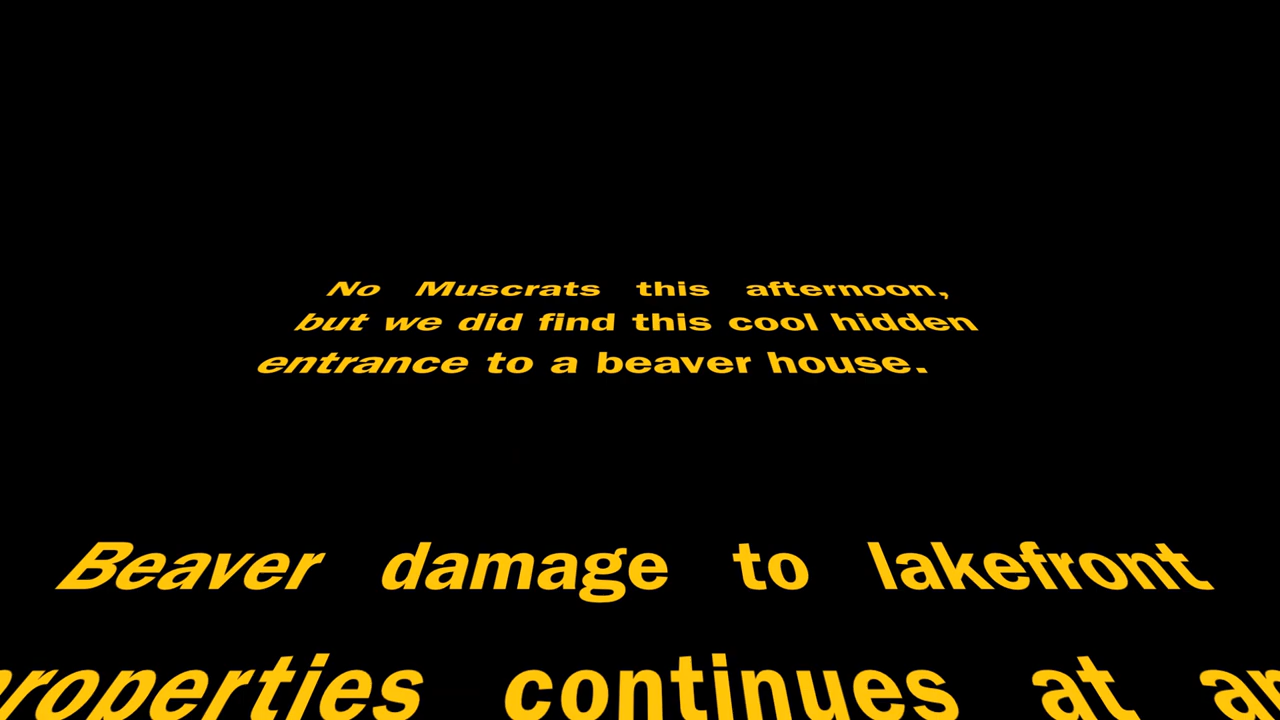 No Muscrats this afternoon,
but we did find this cool hidden
entrance to a beaver house.
Beaver damage to lakefront
properties continues at